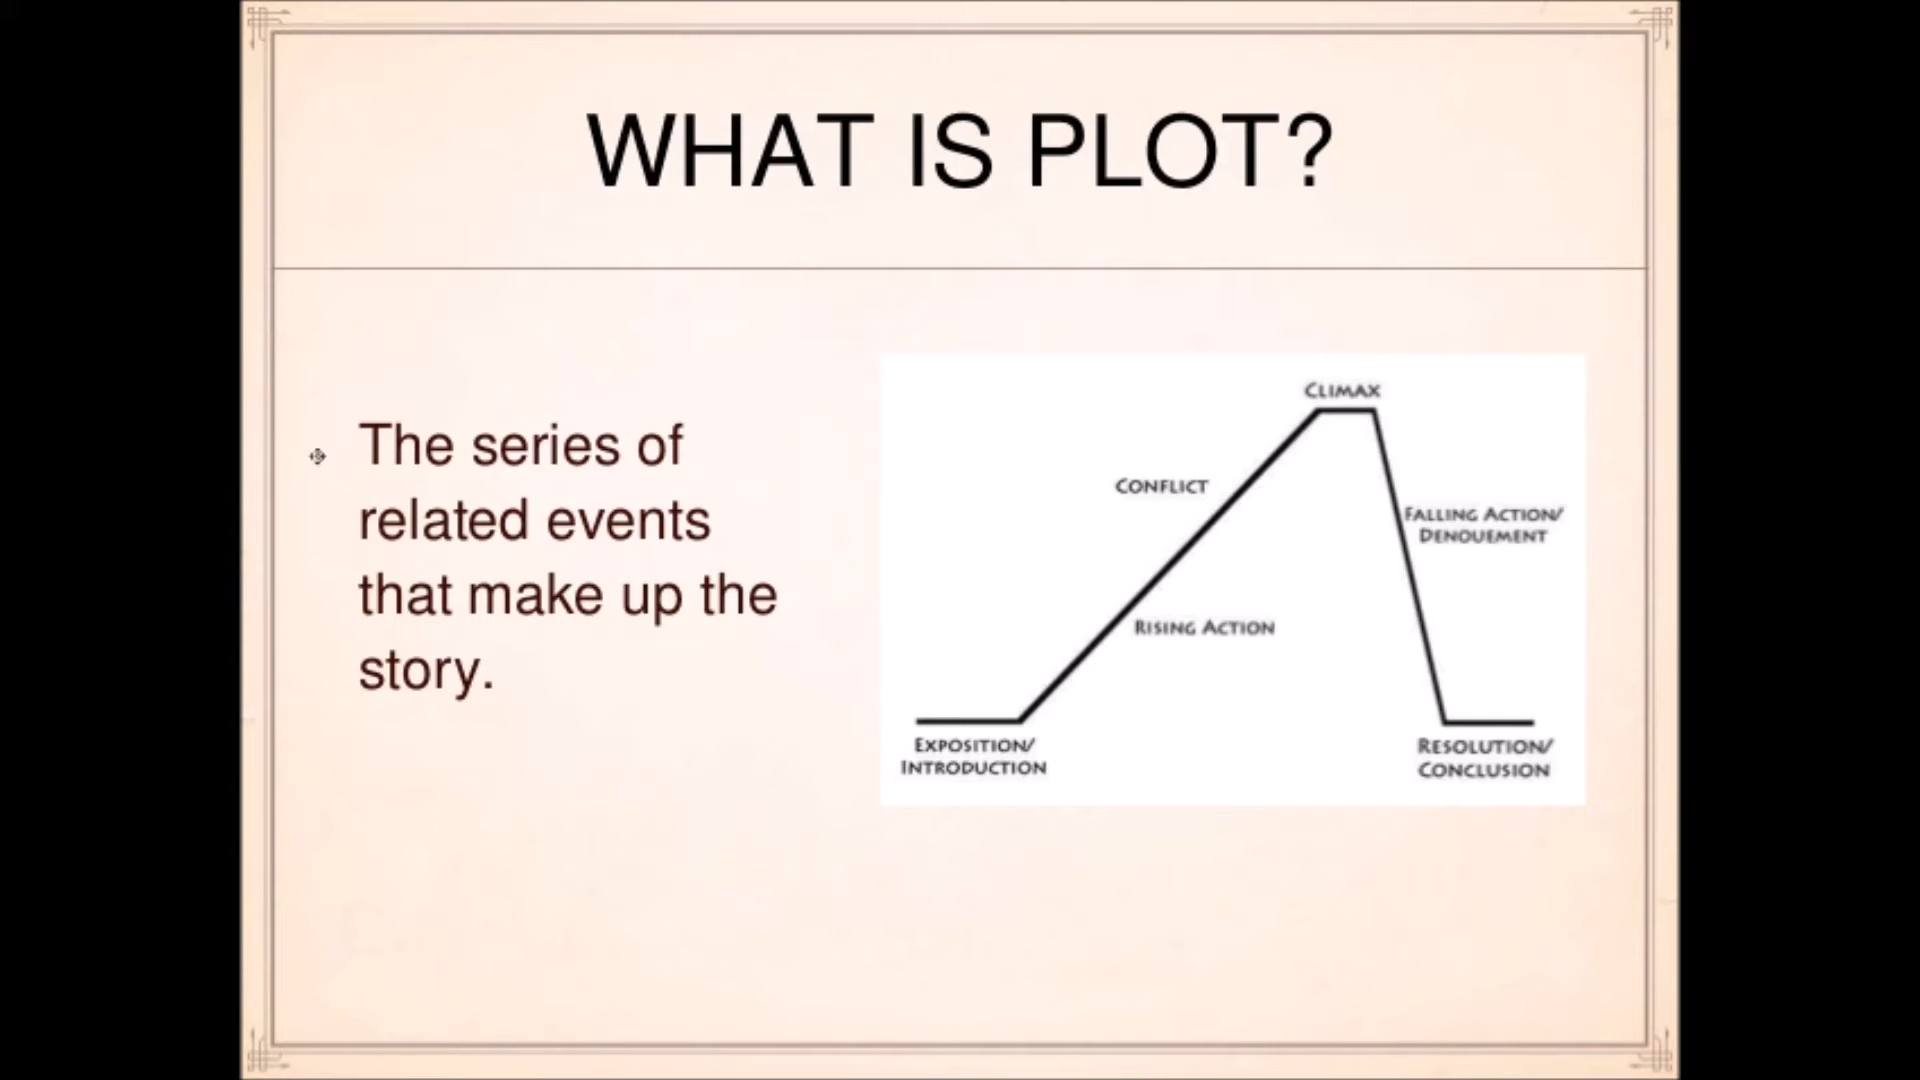 WHAT IS PLOT?
The series of
related events
that make up the
story.
CLIMAX
CONFLICT
FALLING ACTION/
DENOUEMENT
RISING ACTION
EXPOSITION/
INTRODUCTION
RESOLUTION/
CONCLUSION